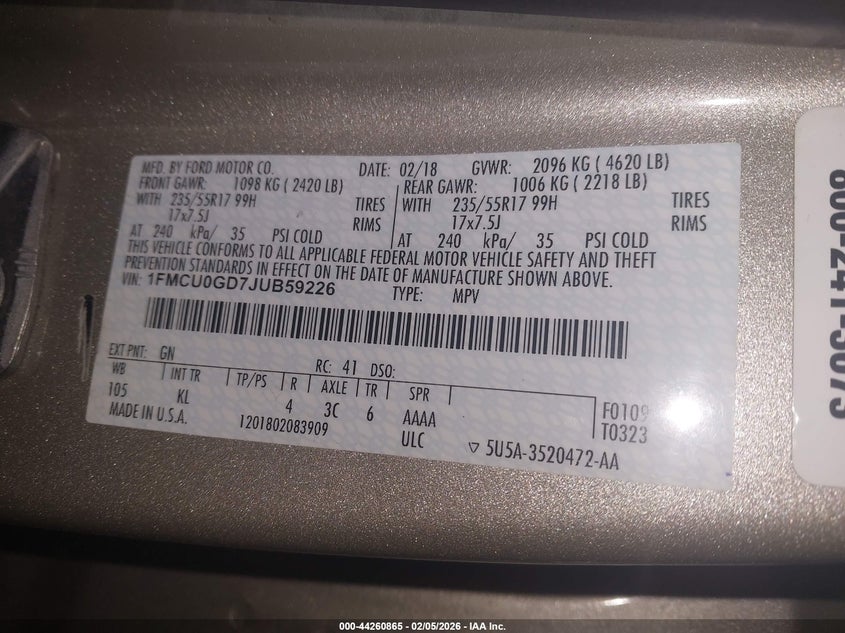 MFD. BY FORD MOTOR CO. DATE: 02/18 GVWR: 2096 KG ( 4620 LB)
FRONT GAWR: 1098 KG ( 2420 LB) REAR GAWR: 1006 KG ( 2218 LB)
WITH 235/55R17 99H TIRES WITH 235/55R17 99H TIRES
17x7.5J RIMS 17x7.5J RIMS
AT 240 kPa/ 35 PSI COLD AT 240 kPa/ 35 PSI COLD
THIS VEHICLE CONFORMS TO ALL APPLICABLE FEDERAL MOTOR VEHICLE SAFETY AND THEFT
PREVENTION STANDARDS IN EFFECT ON THE DATE OF MANUFACTURE SHOWN ABOVE.
VIN: 1FMCU0GD7JUB59226 TYPE: MPV
EXT PNT: GN RC: 41 DSO:
WB INT TR TP/PS R AXLE TR SPR
105 KL 4 3C 6 AAAA F0109
MADE IN U.S.A. 1201802083909 ULC T0323
5U5A-3520472-AA
800-241-3673
000-44260865 - 02/05/2026 - IAA Inc.